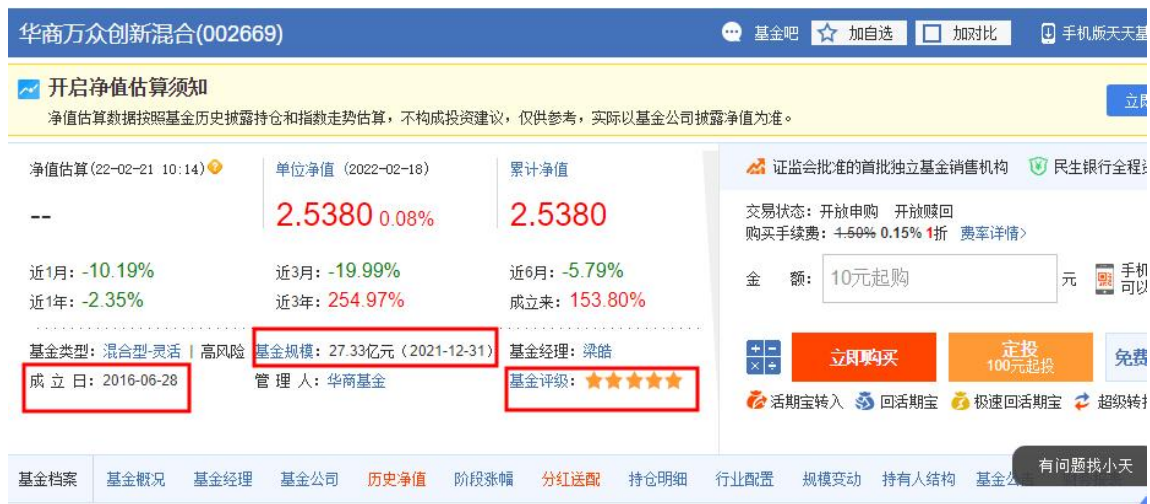 华商万众创新混合(002669) 基金吧 加自选 加对比 手机版天天基
开启净值估算须知
净值估算数据按照基金历史披露持仓和指数走势估算，不构成投资建议，仅供参考，实际以基金公司披露净值为准。
立即
净值估算(22-02-21 10:14) 单位净值 (2022-02-18) 累计净值
-- 2.5380 0.08% 2.5380
近1月：-10.19% 近3月：-19.99% 近6月：-5.79%
近1年：-2.35% 近3年：254.97% 成立来：153.80%
基金类型：混合型-灵活 | 高风险 基金规模：27.33亿元（2021-12-31） 基金经理：梁皓
成 立 日：2016-06-28 管 理 人：华商基金 基金评级：★★★★★
证监会批准的首批独立基金销售机构 民生银行全程
交易状态：开放申购 开放赎回
购买手续费：1.50% 0.15% 1折 费率详情>
金 额：10元起购 元 手机
可以
立即购买 定投 免费
100元起投
活期宝转入 回活期宝 极速回活期宝 超级转
有问题找小天
基金档案 基金概况 基金经理 基金公司 历史净值 阶段涨幅 分红送配 持仓明细 行业配置 规模变动 持有人结构 基金公